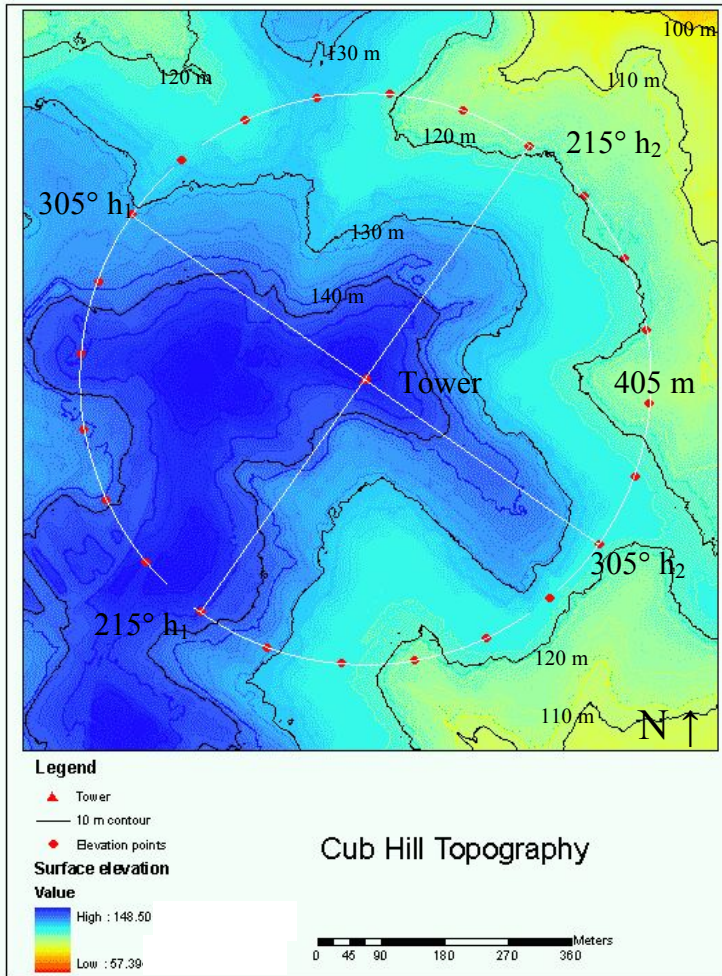 100 m
130 m
120 m
110 m
120 m
215° h₂
305° h₁
130 m
140 m
Tower
405 m
305° h₂
215° h₁
120 m
110 m
N ↑
Legend
Tower
10 m contour
Elevation points
Surface elevation
Value
High : 148.50
Low : 57.39
Cub Hill Topography
Meters
0 45 90 180 270 360